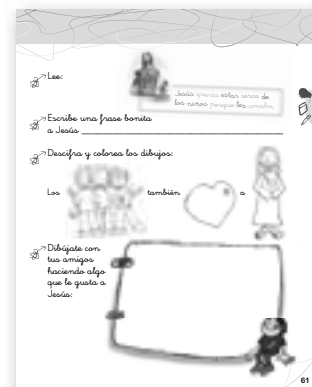 Lee:
Jesús quería estar cerca de
los niños porque les amaba.
Escribe una frase bonita
a Jesús
Descifra y colorea los dibujos:
Los también a
Dibújate con
tus amigos
haciendo algo
que le gusta a
Jesús:
61